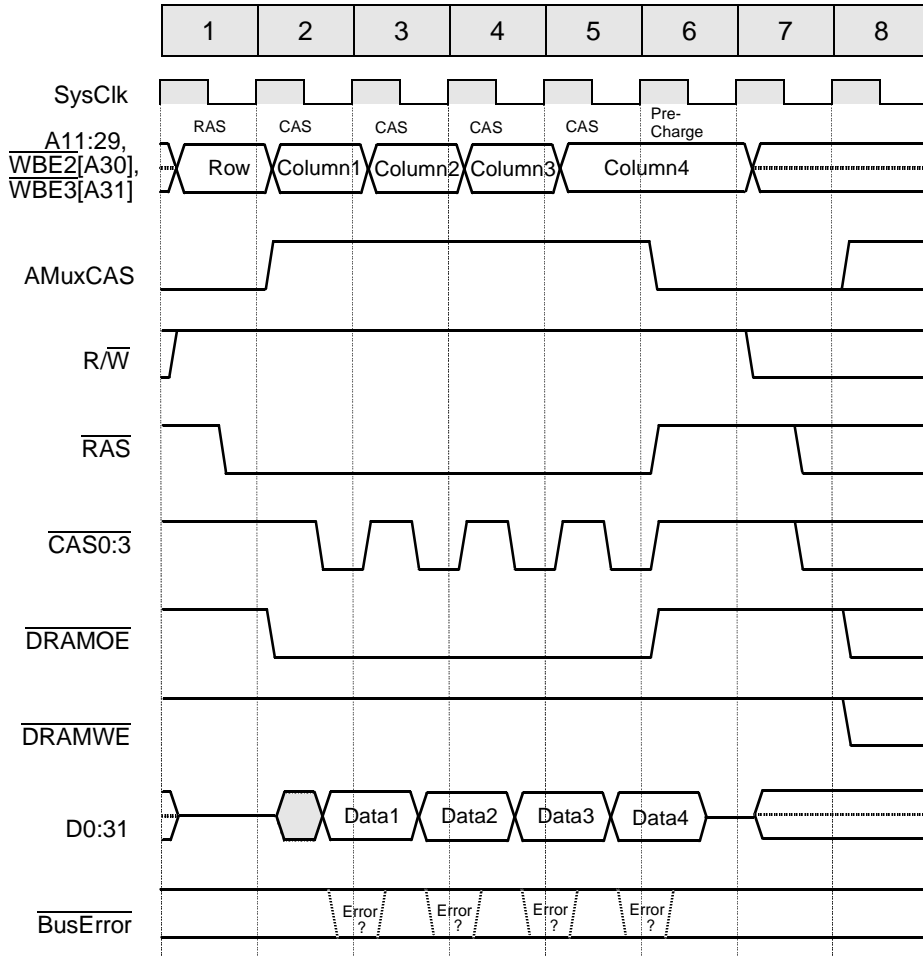 1 2 3 4 5 6 7 8
SysClk
RAS CAS CAS CAS CAS Pre-
Charge
A11:29,
WBE2[A30],
WBE3[A31]
Row Column1 Column2 Column3 Column4
AMuxCAS
R/W
RAS
CAS0:3
DRAMOE
DRAMWE
D0:31
Data1 Data2 Data3 Data4
BusError
Error Error Error Error
? ? ? ?